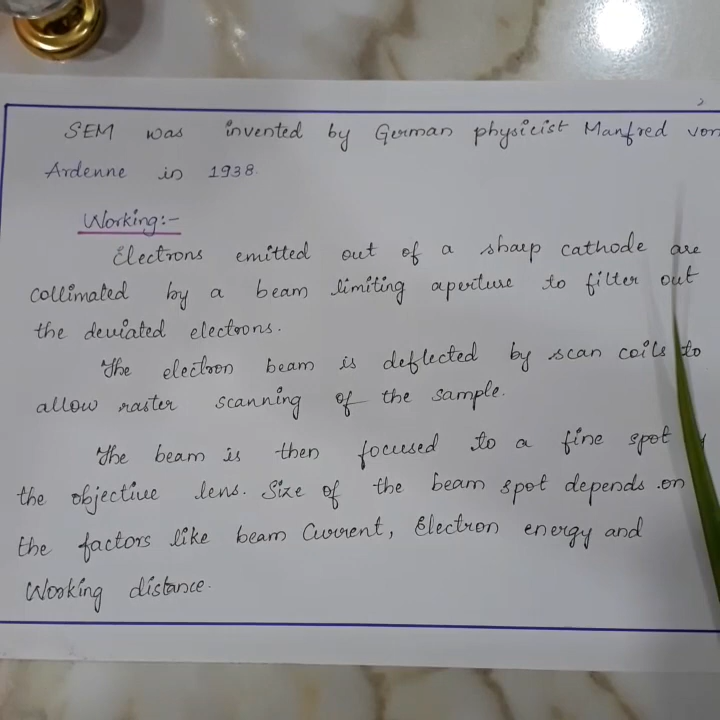 SEM was invented by German physicist Manfred von
Ardenne in 1938.
Working:-
Electrons emitted out of a sharp cathode are
collimated by a beam limiting aperture to filter out
the deviated electrons.
The electron beam is deflected by scan coils to
allow raster scanning of the sample.
The beam is then focused to a fine spot
the objective lens. Size of the beam spot depends on
the factors like beam Current, Electron energy and
Working distance.